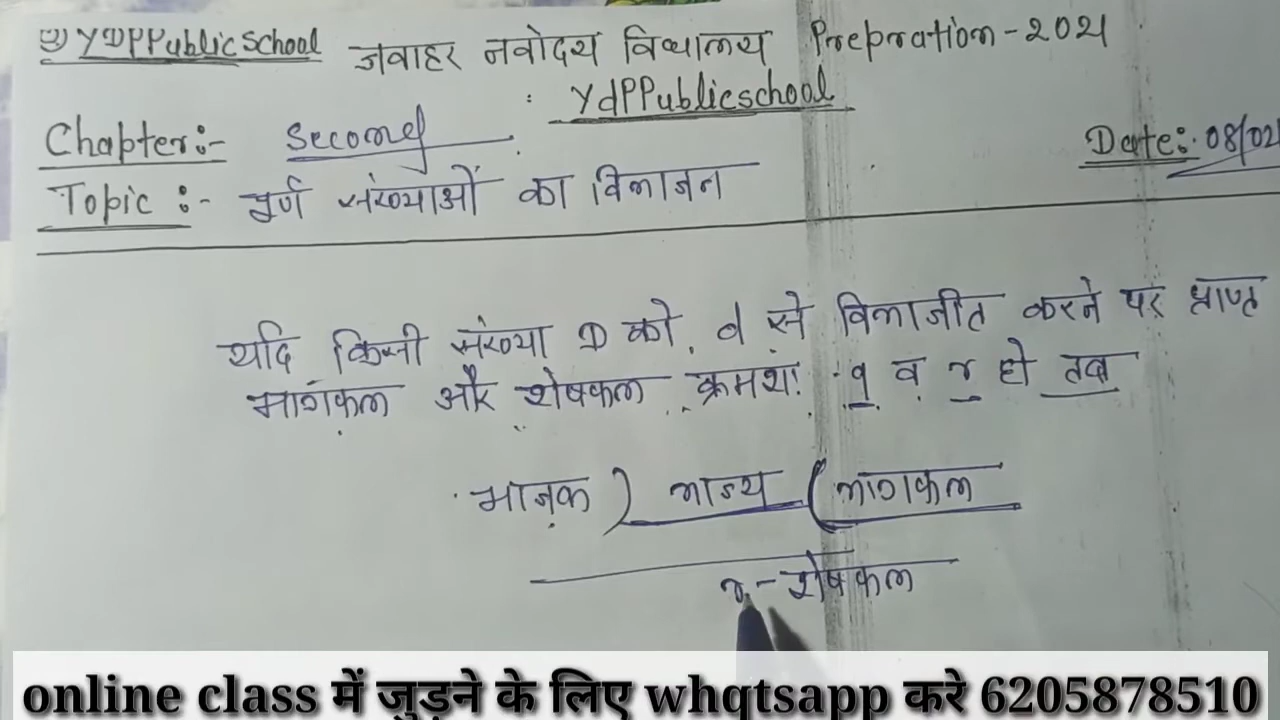 YDPPublicSchool जवाहर नवोदय विद्यालय Prepration-2021
YdPPublicschool
Chapter:- Second
Date:- 08/02
Topic:- पूर्ण संख्याओं का विभाजन
यदि किसी संख्या D को d से विभाजीत करने पर प्राप्त
भागफल और शेषफल क्रमशः q व r हो तब
भाजक ) भाज्य ( भागफल
r - शेषफल
online class में जुड़ने के लिए whqtsapp करे 6205878510